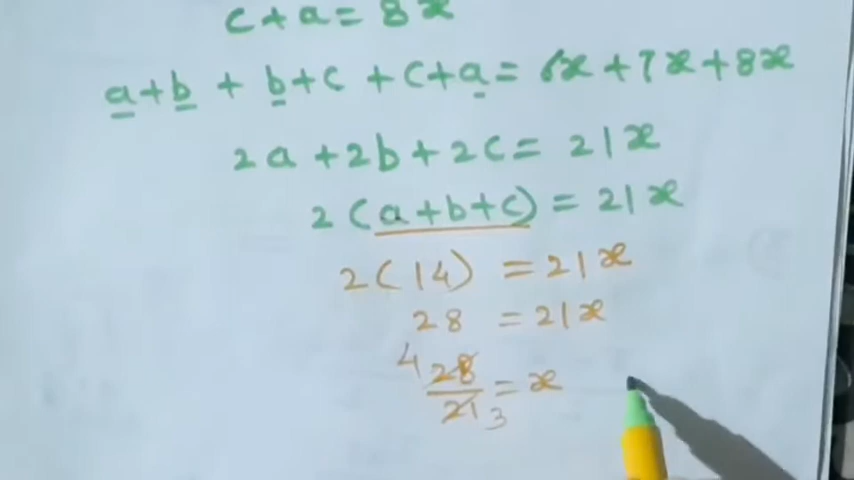 c+a= 8x
a+b + b+c +c+a= 6x+7x+8x
2a +2b+2c= 21x
2(a+b+c) = 21x
2(14) =21x
28 =21x
4 28/21 3 =x